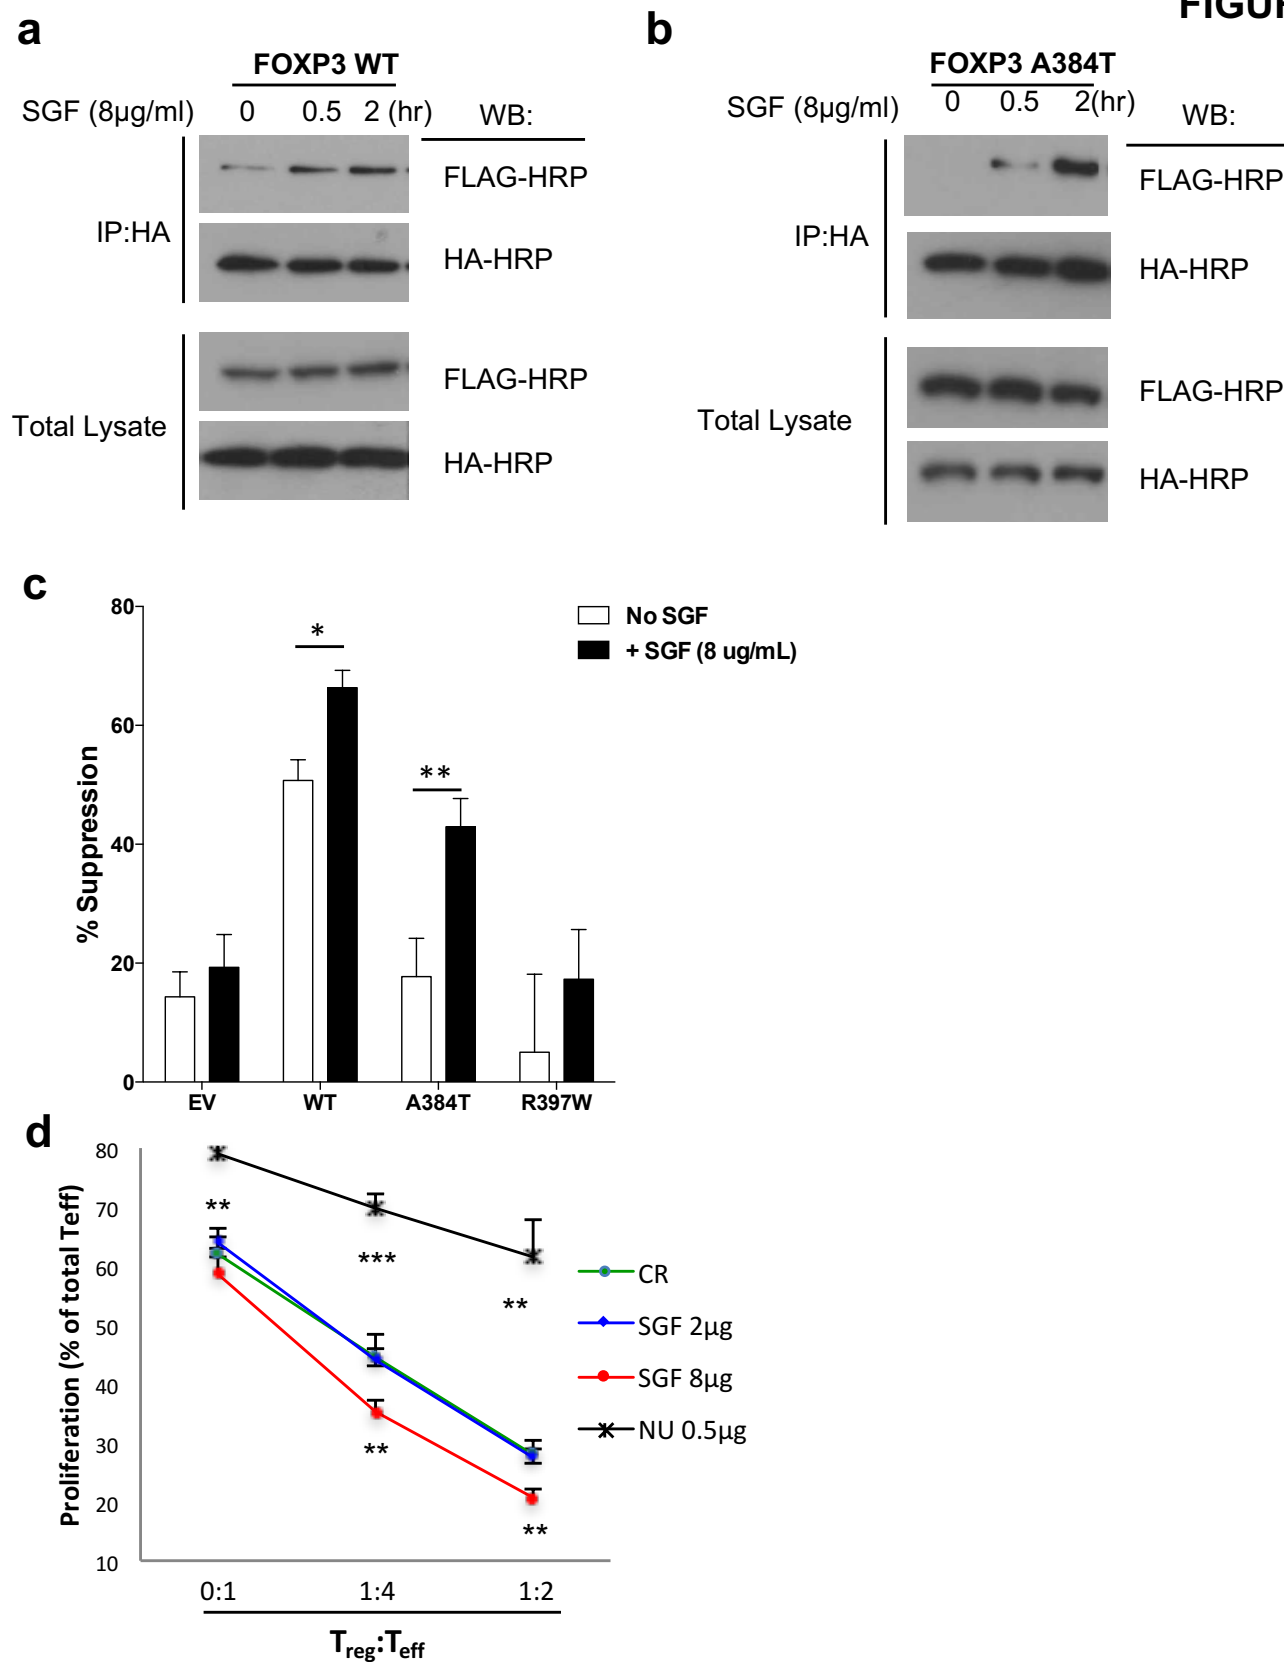 FIGUR
a
FOXP3 WT
SGF (8µg/ml) 0 0.5 2 (hr) WB:
FLAG-HRP
IP:HA
HA-HRP
FLAG-HRP
Total Lysate
HA-HRP
b
FOXP3 A384T
SGF (8µg/ml) 0 0.5 2(hr) WB:
FLAG-HRP
IP:HA
HA-HRP
FLAG-HRP
Total Lysate
HA-HRP
c
80
60
40
20
0
% Suppression
No SGF
+ SGF (8 ug/mL)
*
**
EV WT A384T R397W
d
80
70
60
50
40
30
20
10
Proliferation (% of total Teff)
**
***
**
**
**
CR
SGF 2µg
SGF 8µg
NU 0.5µg
0:1 1:4 1:2
Treg:Teff